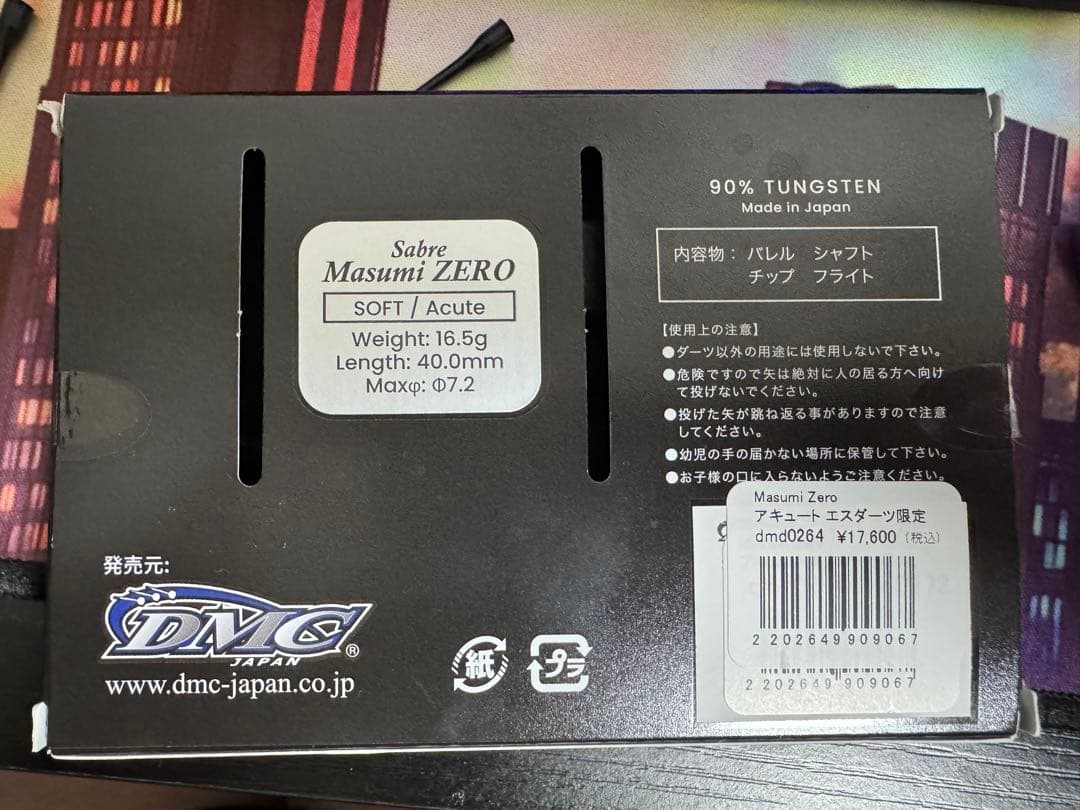 Sabre
Masumi ZERO
SOFT / Acute
Weight: 16.5g
Length: 40.0mm
Maxφ: Φ7.2
90% TUNGSTEN
Made in Japan
内容物： バレル シャフト
チップ フライト
【使用上の注意】
●ダーツ以外の用途には使用しないで下さい。
●危険ですので矢は絶対に人の居る方へ向け
て投げないでください。
●投げた矢が跳ね返る事がありますので注意
してください。
●幼児の手の届かない場所に保管して下さい。
●お子様の口に入らないようご注意ください。
Masumi Zero
アキュート エスダーツ限定
dmd0264 ¥17,600（税込）
2 202649 909067
2 202649 909067
発売元:
DMC
JAPAN ®
www.dmc-japan.co.jp
紙
プラ